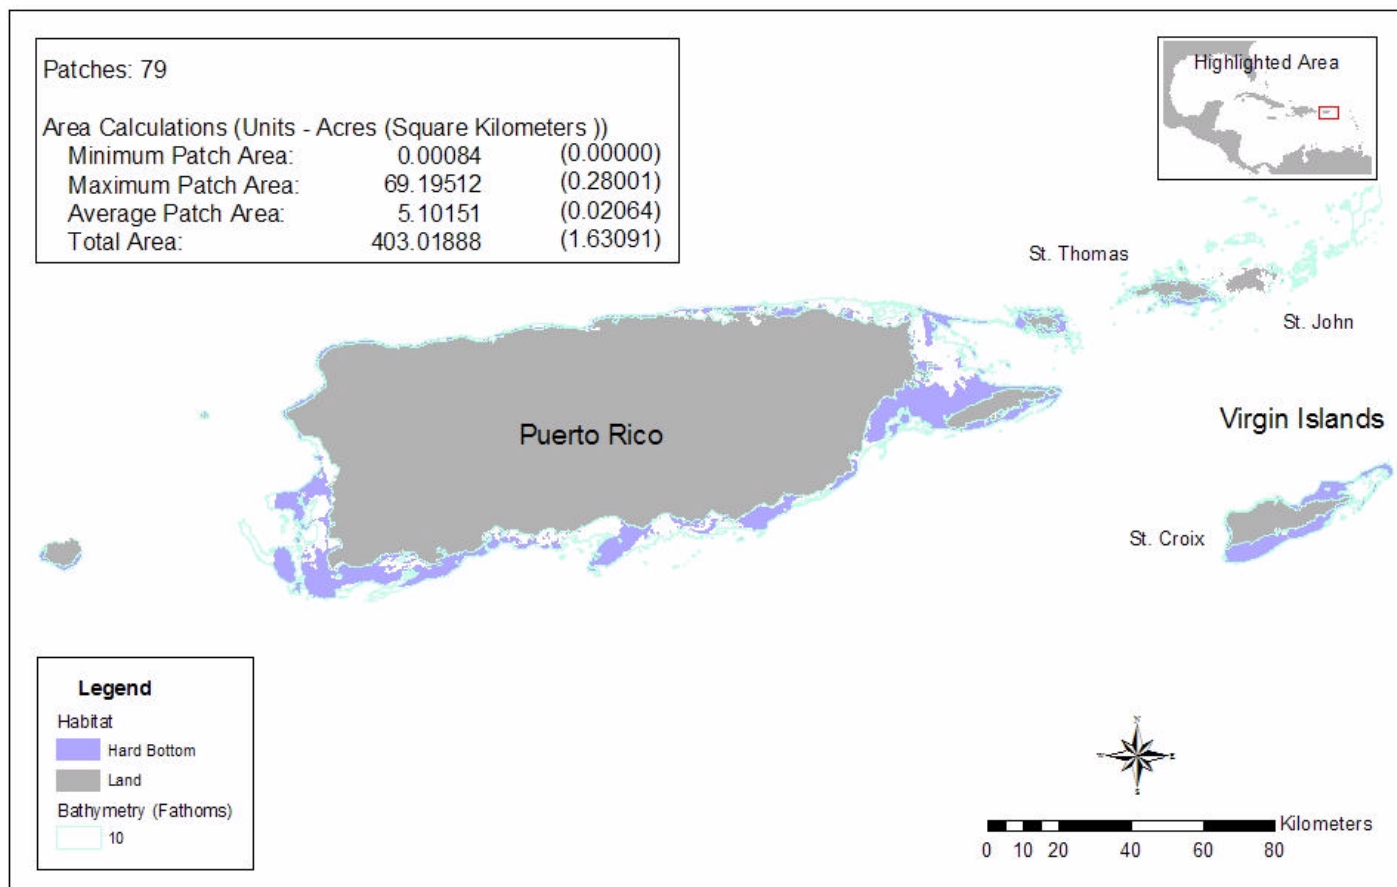 Patches: 79
Area Calculations (Units - Acres (Square Kilometers ))
Minimum Patch Area: 0.00084 (0.00000)
Maximum Patch Area: 69.19512 (0.28001)
Average Patch Area: 5.10151 (0.02064)
Total Area: 403.01888 (1.63091)
Highlighted Area
St. Thomas
St. John
Puerto Rico
Virgin Islands
St. Croix
Legend
Habitat
Hard Bottom
Land
Bathymetry (Fathoms)
10
N
W E
S
Kilometers
0 10 20 40 60 80